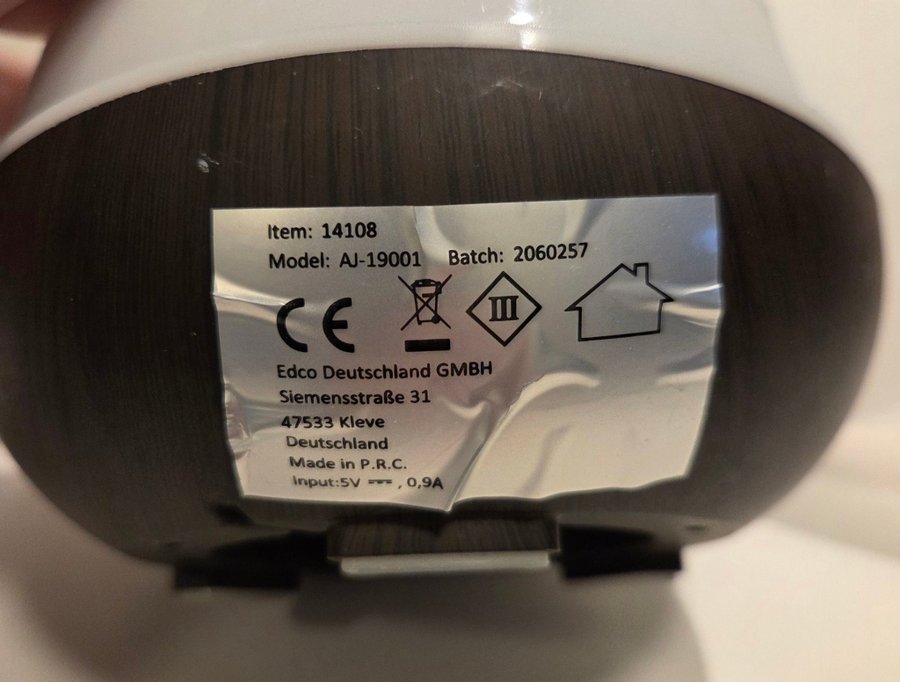 Item: 14108
Model: AJ-19001 Batch: 2060257
CE III
Edco Deutschland GMBH
Siemensstraße 31
47533 Kleve
Deutschland
Made in P.R.C.
Input:5V ⎓, 0,9A